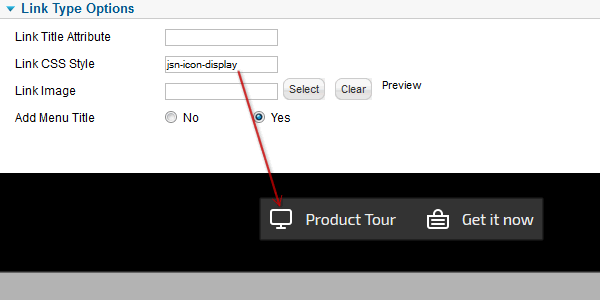 Link Type Options
Link Title Attribute
Link CSS Style jsn-icon-display
Link Image Select Clear Preview
Add Menu Title No Yes
Product Tour Get it now